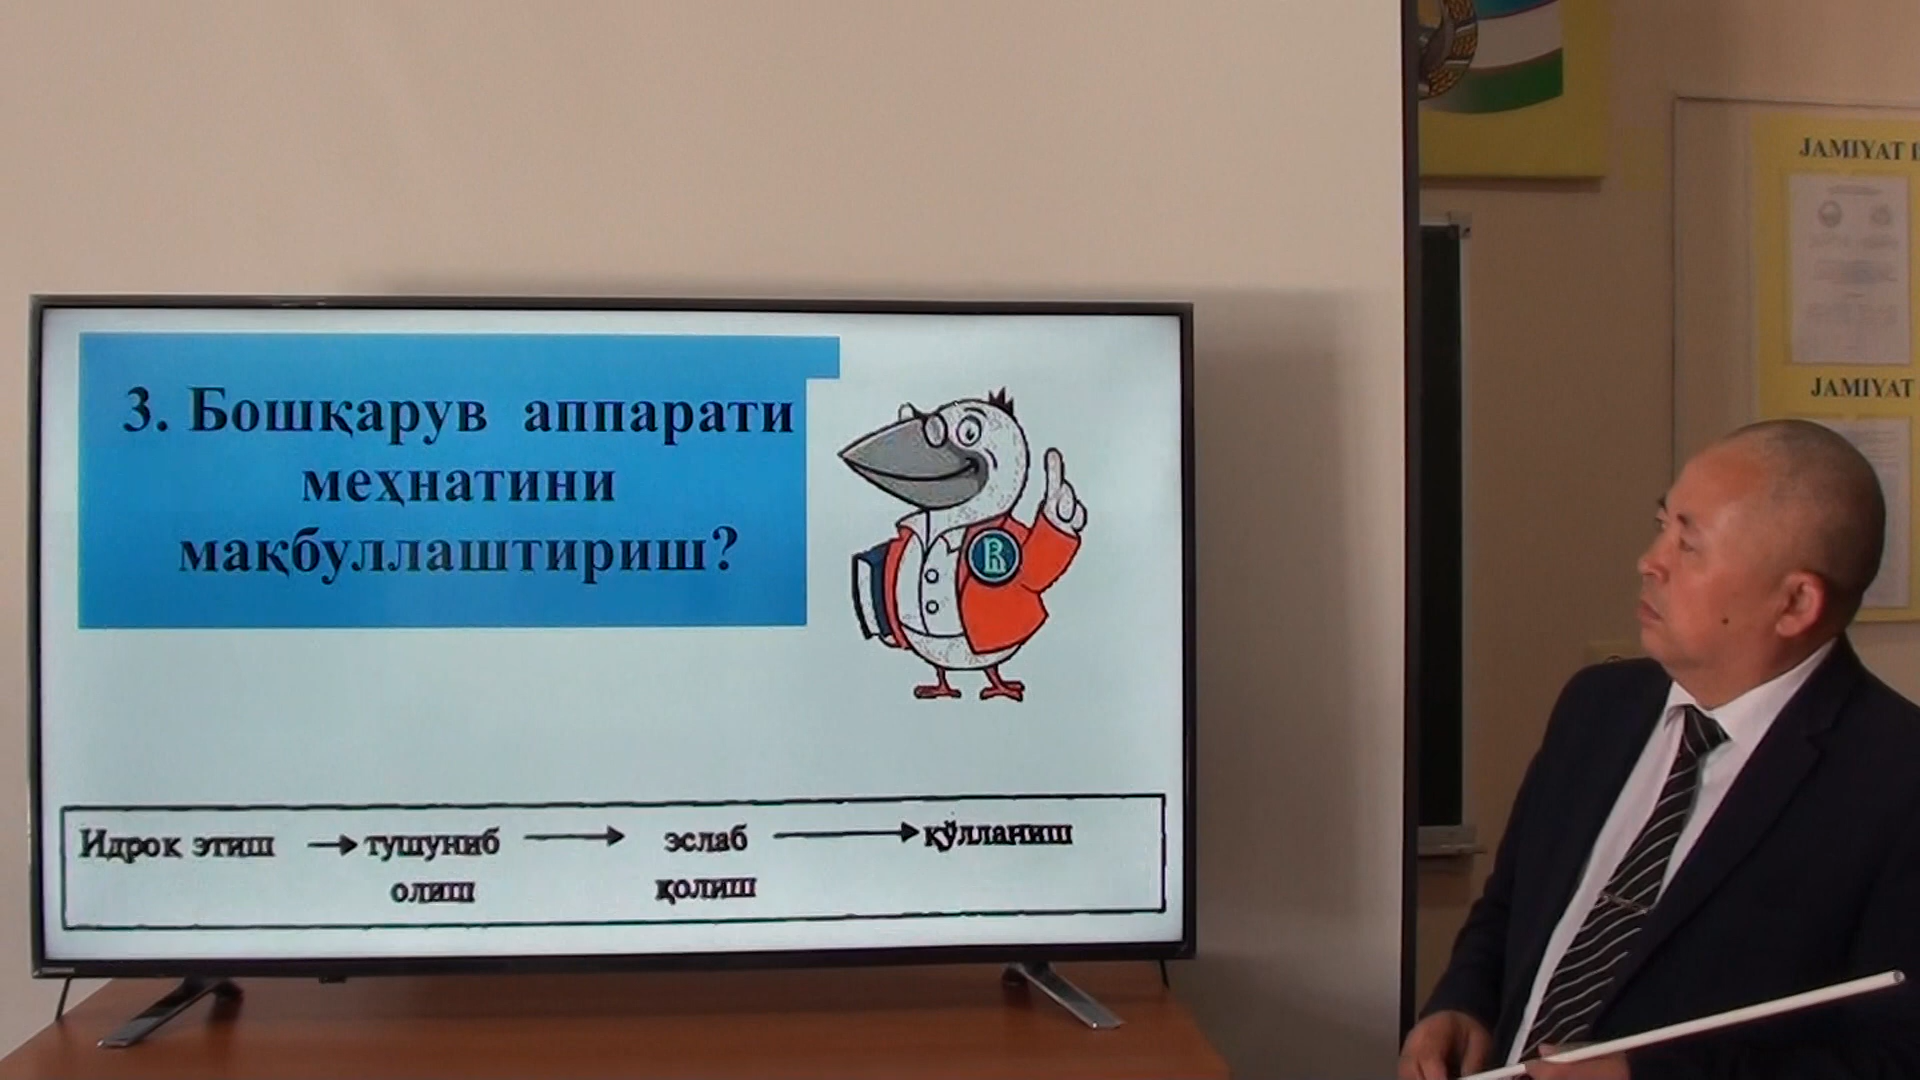 3. Бошқарув аппарати
меҳнатини
мақбуллаштириш?
Идрок этиш → тушуниб → эслаб → қўлланиш
олиш қолиш
JAMIYAT
JAMIYAT
R